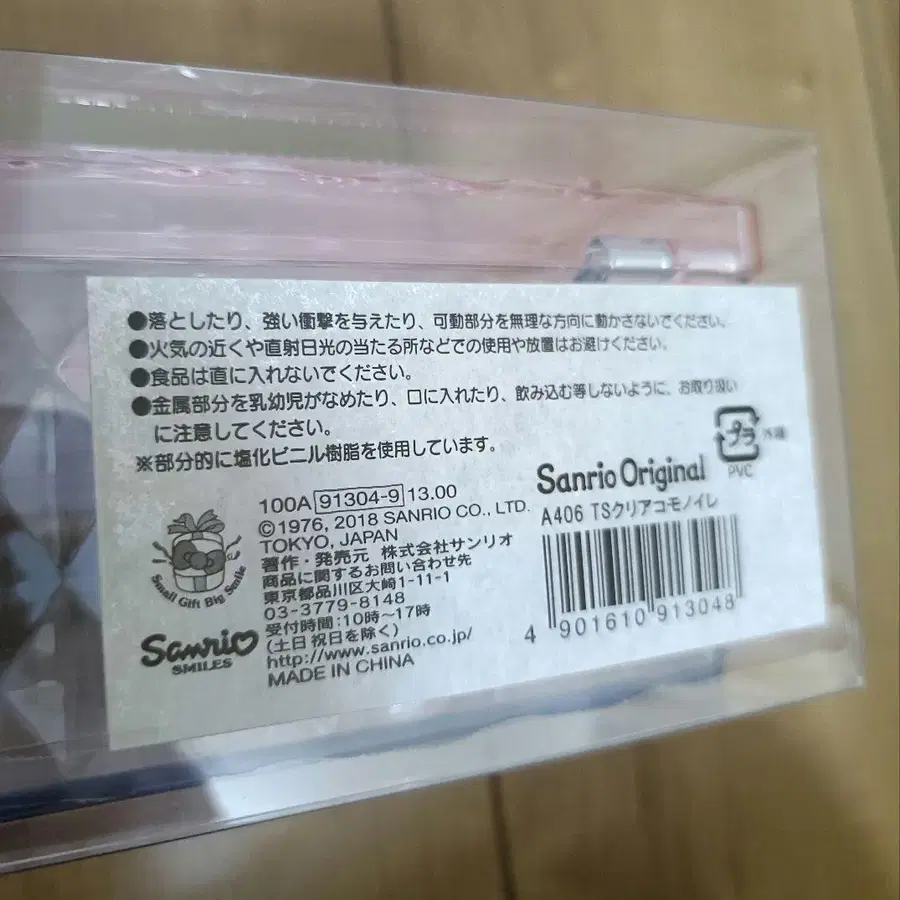 ●落としたり、強い衝撃を与えたり、可動部分を無理な方向に動かさないでください。
●火気の近くや直射日光の当たる所などでの使用や放置はお避けください。
●食品は直に入れないでください。
●金属部分を乳幼児がなめたり、口に入れたり、飲み込む等しないように、お取り扱い
に注意してください。
※部分的に塩化ビニル樹脂を使用しています。
プラ 外箱
PVC
Sanrio Original
A406 TSクリアコモノイレ
4 901610 913048
100A 91304-9 13.00
©1976, 2018 SANRIO CO., LTD.
TOKYO, JAPAN
著作・発売元 株式会社サンリオ
商品に関するお問い合わせ先
東京都品川区大崎1-11-1
03-3779-8148
受付時間:10時〜17時
(土日祝日を除く)
http://www.sanrio.co.jp/
MADE IN CHINA
Small Gift Big Smile
Sanrio
SMILES